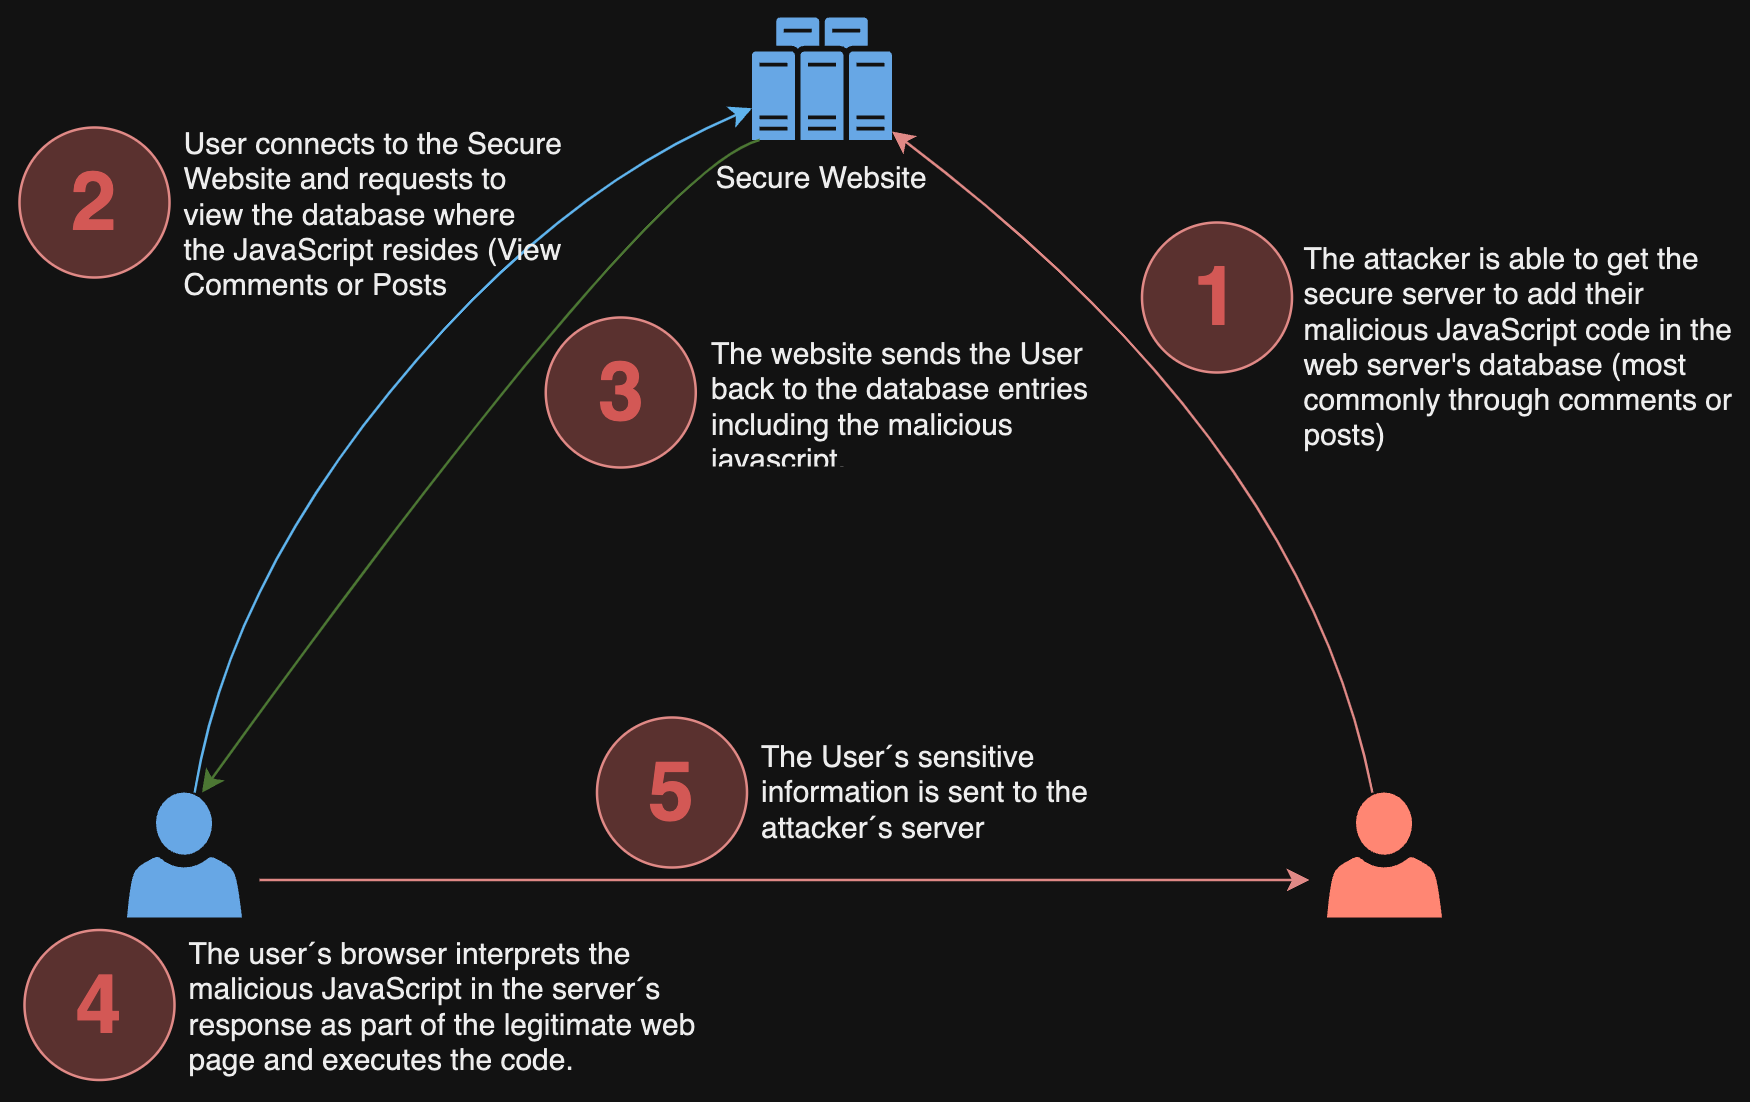 Secure Website
1
The attacker is able to get the
secure server to add their
malicious JavaScript code in the
web server's database (most
commonly through comments or
posts)
2
User connects to the Secure
Website and requests to
view the database where
the JavaScript resides (View
Comments or Posts
3
The website sends the User
back to the database entries
including the malicious
javascript.
4
The user´s browser interprets the
malicious JavaScript in the server´s
response as part of the legitimate web
page and executes the code.
5
The User´s sensitive
information is sent to the
attacker´s server